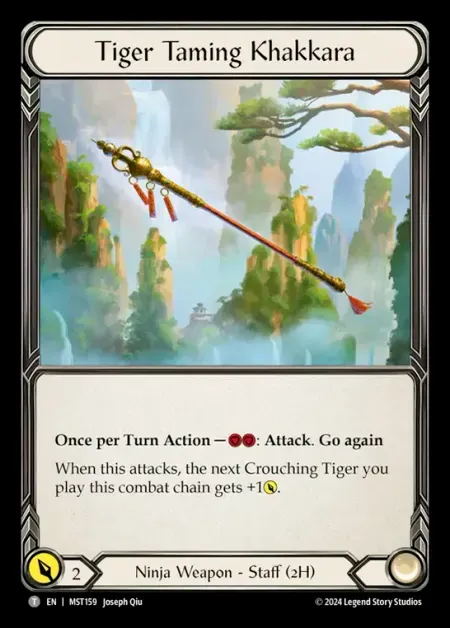 Tiger Taming Khakkara
Once per Turn Action — : Attack. Go again
When this attacks, the next Crouching Tiger you
play this combat chain gets +1.
2
Ninja Weapon - Staff (2H)
T EN | MST159 Joseph Qiu
© 2024 Legend Story Studios